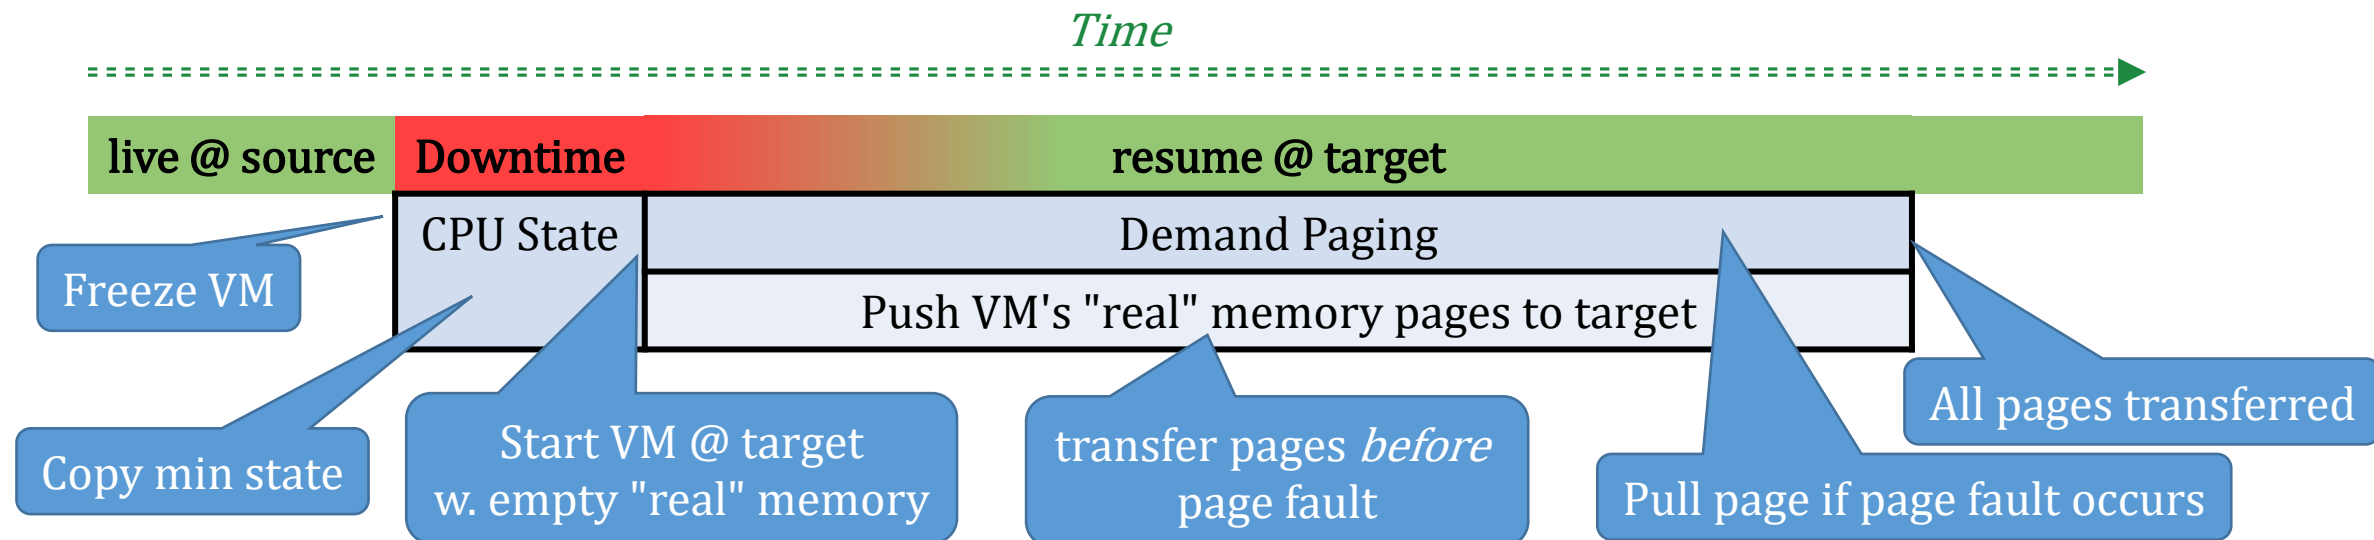 Time
live @ source
Downtime
resume @ target
CPU State
Demand Paging
Push VM's "real" memory pages to target
Freeze VM
Copy min state
Start VM @ target
w. empty "real" memory
transfer pages before
page fault
Pull page if page fault occurs
All pages transferred